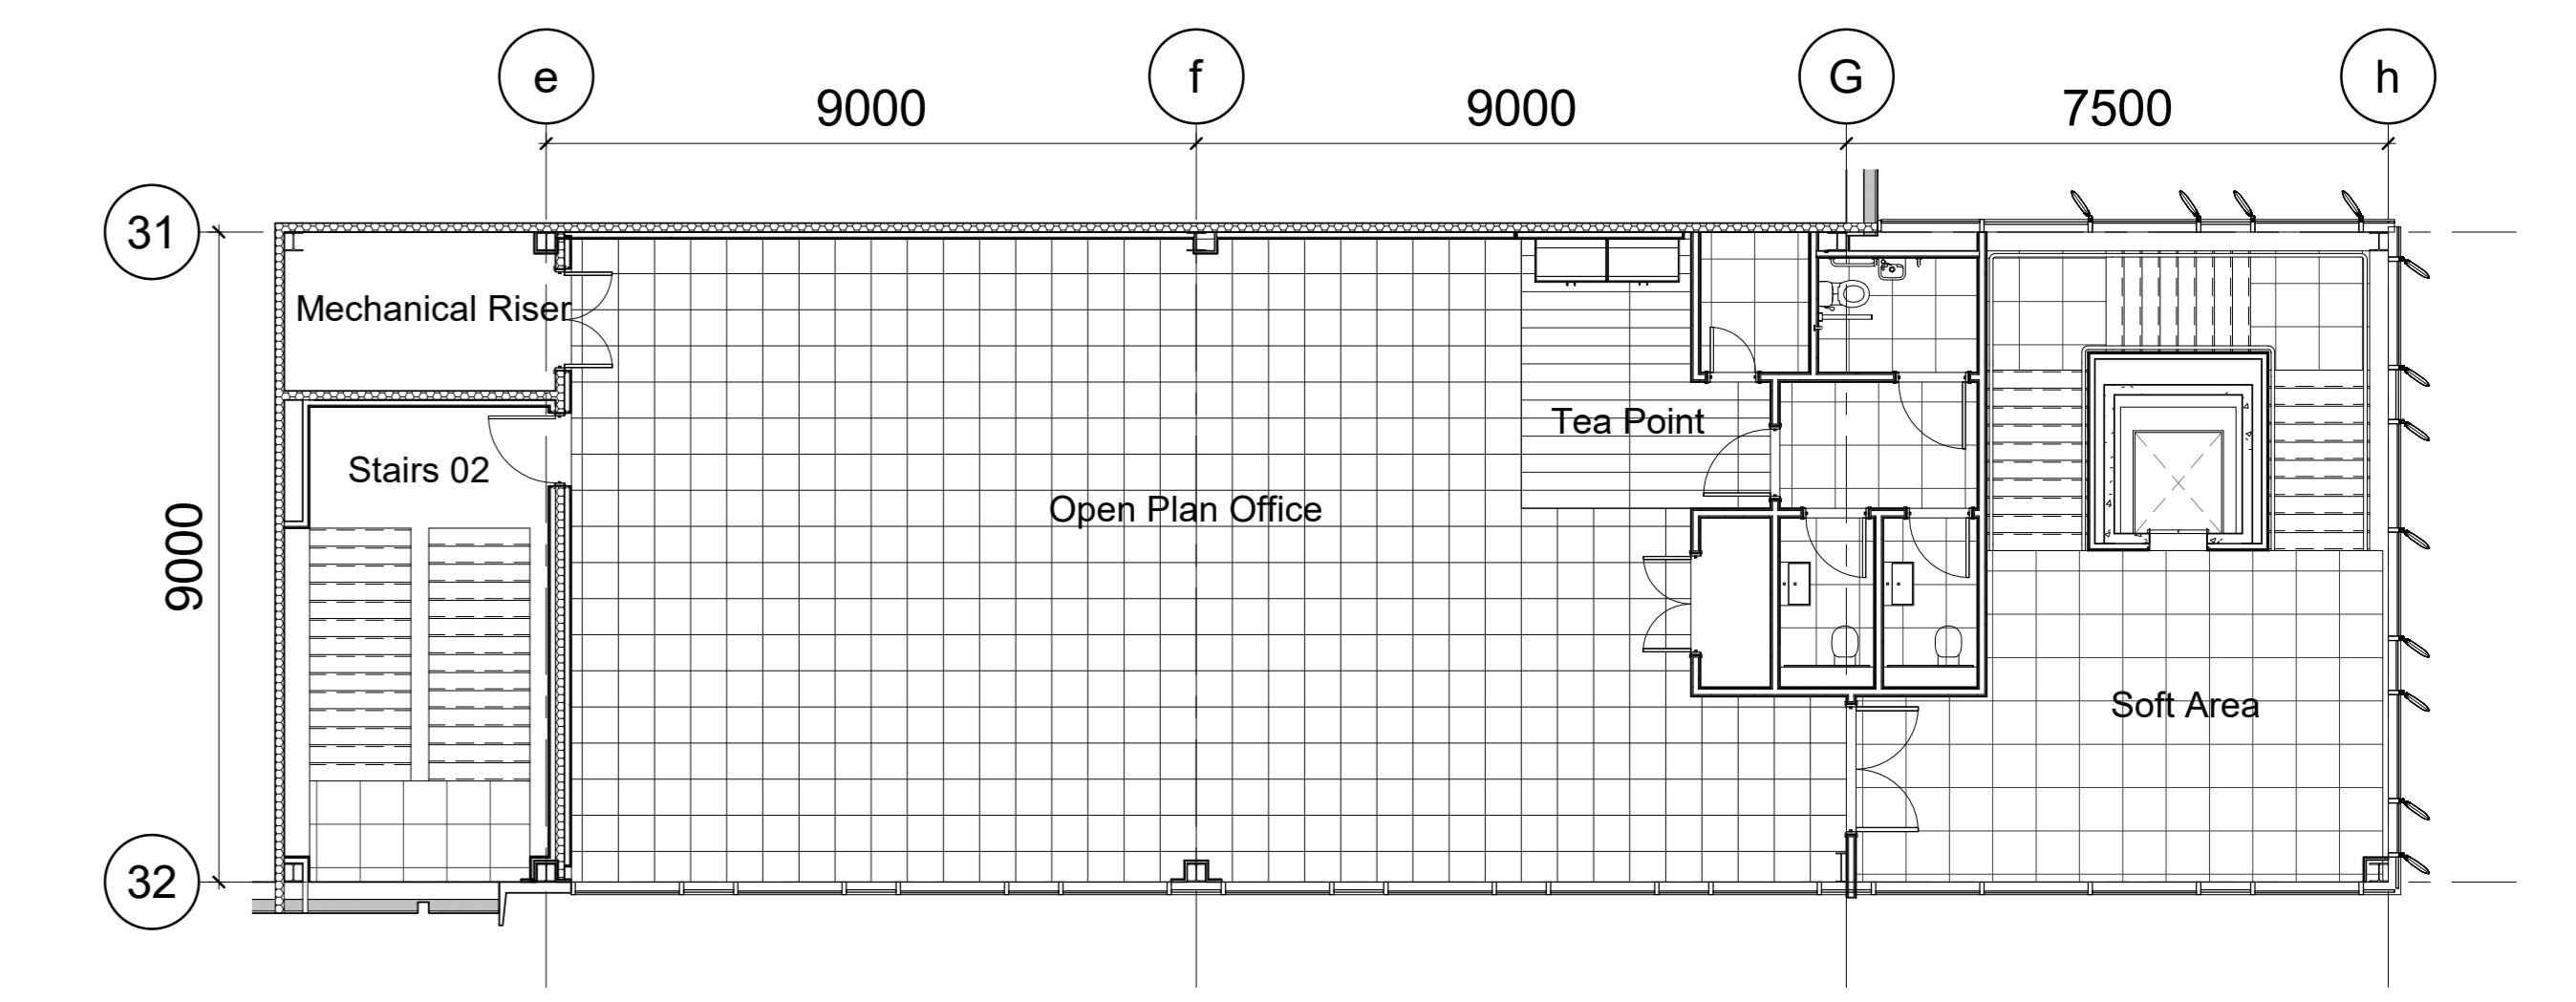 e
f
G
h
9000
9000
7500
31
Mechanical Riser
Tea Point
Stairs 02
Open Plan Office
9000
Soft Area
32